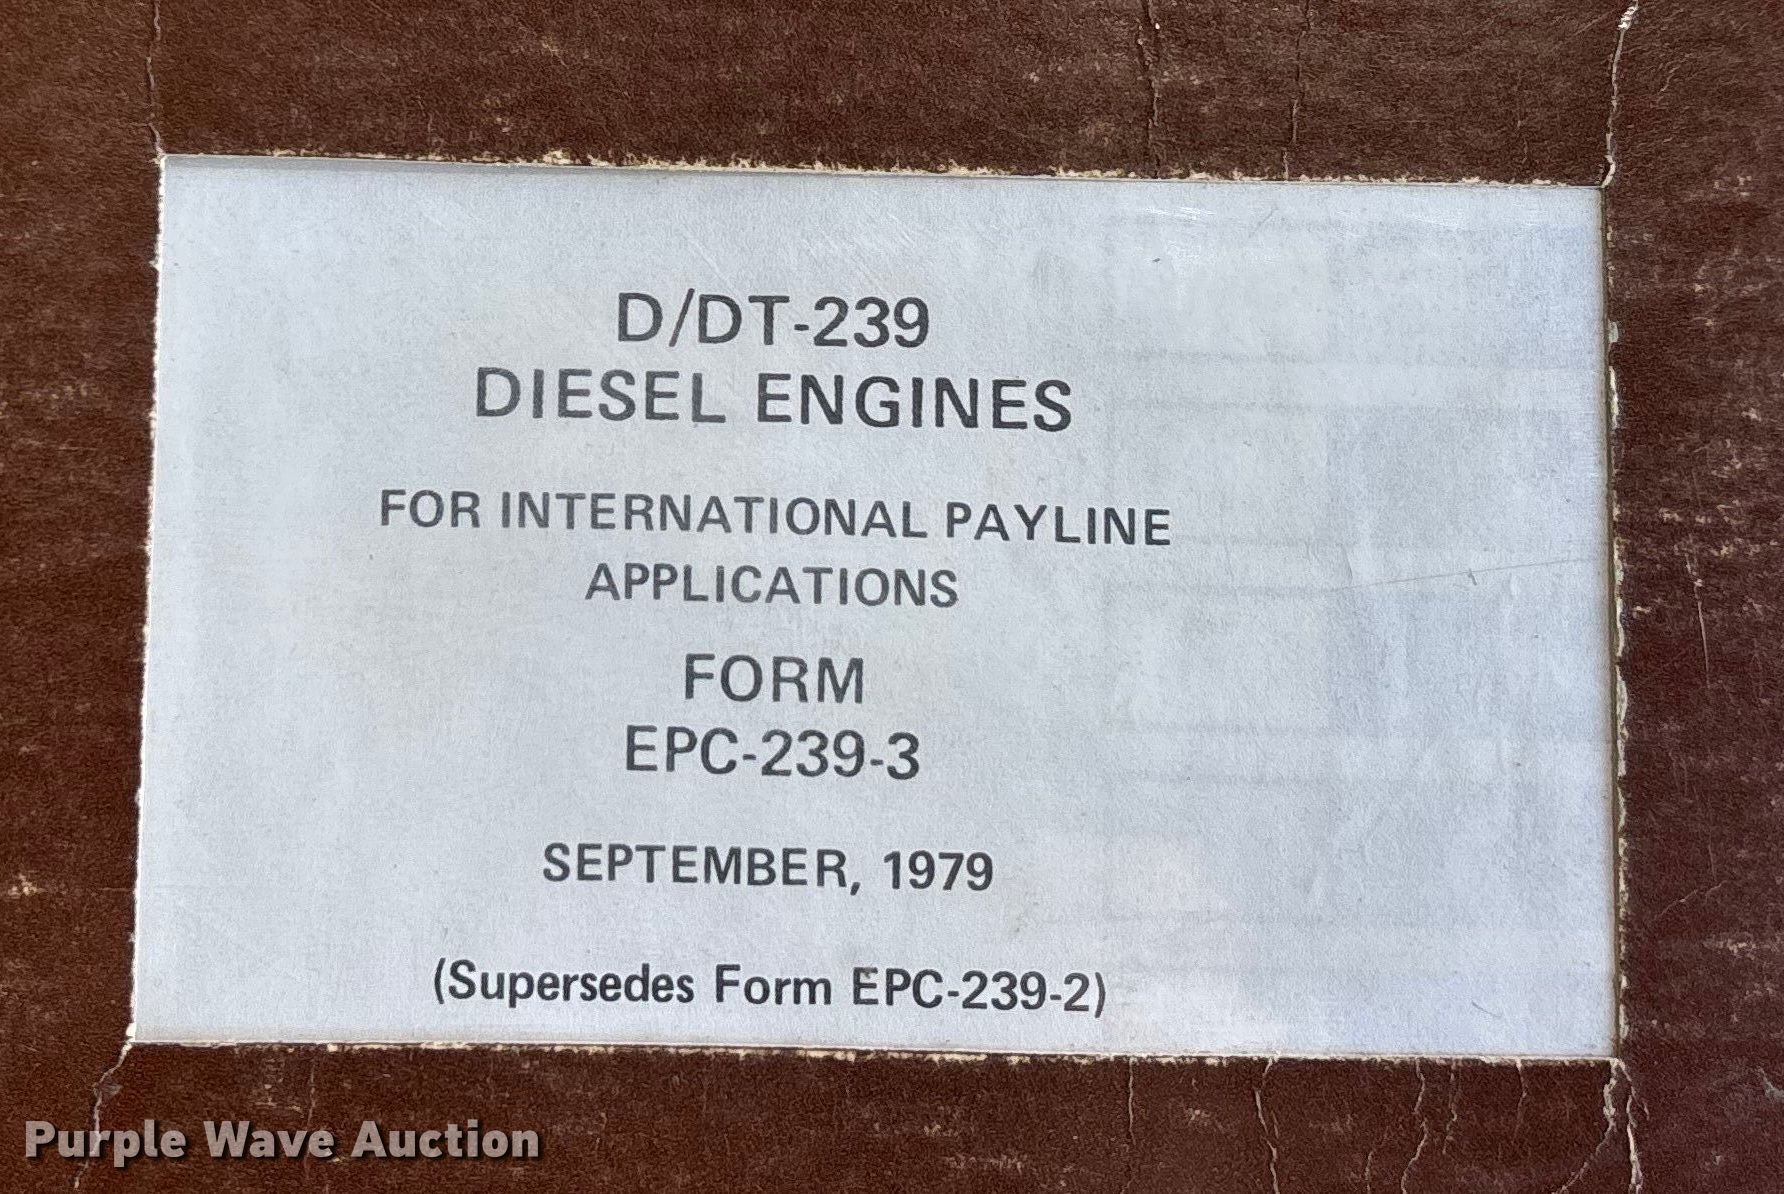 D/DT-239
DIESEL ENGINES
FOR INTERNATIONAL PAYLINE
APPLICATIONS
FORM
EPC-239-3
SEPTEMBER, 1979
(Supersedes Form EPC-239-2)
Purple Wave Auction